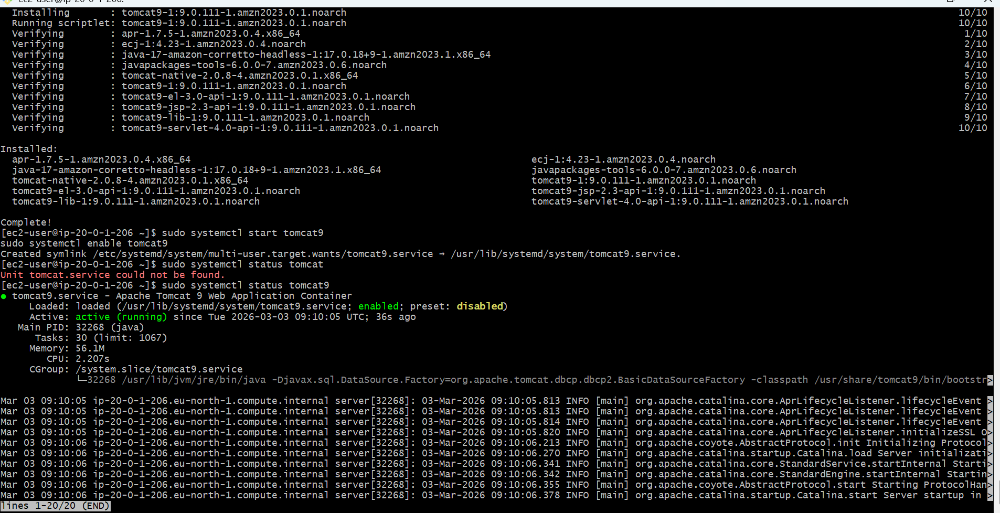 ec2-user@ip-20-0-1-206:
  Installing       : tomcat9-1:9.0.111-1.amzn2023.0.1.noarch 10/10
  Running scriptlet: tomcat9-1:9.0.111-1.amzn2023.0.1.noarch 10/10
  Verifying        : apr-1.7.5-1.amzn2023.0.4.x86_64 1/10
  Verifying        : ecj-1:4.23-1.amzn2023.0.4.noarch 2/10
  Verifying        : java-17-amazon-corretto-headless-1:17.0.18+9-1.amzn2023.1.x86_64 3/10
  Verifying        : javapackages-tools-6.0.0-7.amzn2023.0.6.noarch 4/10
  Verifying        : tomcat-native-2.0.8-4.amzn2023.0.1.x86_64 5/10
  Verifying        : tomcat9-1:9.0.111-1.amzn2023.0.1.noarch 6/10
  Verifying        : tomcat9-el-3.0-api-1:9.0.111-1.amzn2023.0.1.noarch 7/10
  Verifying        : tomcat9-jsp-2.3-api-1:9.0.111-1.amzn2023.0.1.noarch 8/10
  Verifying        : tomcat9-lib-1:9.0.111-1.amzn2023.0.1.noarch 9/10
  Verifying        : tomcat9-servlet-4.0-api-1:9.0.111-1.amzn2023.0.1.noarch 10/10
Installed:
  apr-1.7.5-1.amzn2023.0.4.x86_64 ecj-1:4.23-1.amzn2023.0.4.noarch
  java-17-amazon-corretto-headless-1:17.0.18+9-1.amzn2023.1.x86_64 javapackages-tools-6.0.0-7.amzn2023.0.6.noarch
  tomcat-native-2.0.8-4.amzn2023.0.1.x86_64 tomcat9-1:9.0.111-1.amzn2023.0.1.noarch
  tomcat9-el-3.0-api-1:9.0.111-1.amzn2023.0.1.noarch tomcat9-jsp-2.3-api-1:9.0.111-1.amzn2023.0.1.noarch
  tomcat9-lib-1:9.0.111-1.amzn2023.0.1.noarch tomcat9-servlet-4.0-api-1:9.0.111-1.amzn2023.0.1.noarch
Complete!
[ec2-user@ip-20-0-1-206 ~]$ sudo systemctl start tomcat9
sudo systemctl enable tomcat9
Created symlink /etc/systemd/system/multi-user.target.wants/tomcat9.service → /usr/lib/systemd/system/tomcat9.service.
[ec2-user@ip-20-0-1-206 ~]$ sudo systemctl status tomcat
Unit tomcat.service could not be found.
[ec2-user@ip-20-0-1-206 ~]$ sudo systemctl status tomcat9
● tomcat9.service - Apache Tomcat 9 Web Application Container
     Loaded: loaded (/usr/lib/systemd/system/tomcat9.service; enabled; preset: disabled)
     Active: active (running) since Tue 2026-03-03 09:10:05 UTC; 36s ago
   Main PID: 32268 (java)
      Tasks: 30 (limit: 1067)
     Memory: 56.1M
        CPU: 2.207s
     CGroup: /system.slice/tomcat9.service
             └─32268 /usr/lib/jvm/jre/bin/java -Djavax.sql.DataSource.Factory=org.apache.tomcat.dbcp.dbcp2.BasicDataSourceFactory -classpath /usr/share/tomcat9/bin/bootstr>
Mar 03 09:10:05 ip-20-0-1-206.eu-north-1.compute.internal server[32268]: 03-Mar-2026 09:10:05.813 INFO [main] org.apache.catalina.core.AprLifecycleListener.lifecycleEvent >
Mar 03 09:10:05 ip-20-0-1-206.eu-north-1.compute.internal server[32268]: 03-Mar-2026 09:10:05.813 INFO [main] org.apache.catalina.core.AprLifecycleListener.lifecycleEvent >
Mar 03 09:10:05 ip-20-0-1-206.eu-north-1.compute.internal server[32268]: 03-Mar-2026 09:10:05.814 INFO [main] org.apache.catalina.core.AprLifecycleListener.lifecycleEvent >
Mar 03 09:10:05 ip-20-0-1-206.eu-north-1.compute.internal server[32268]: 03-Mar-2026 09:10:05.820 INFO [main] org.apache.catalina.core.AprLifecycleListener.initializeSSL O>
Mar 03 09:10:06 ip-20-0-1-206.eu-north-1.compute.internal server[32268]: 03-Mar-2026 09:10:06.213 INFO [main] org.apache.coyote.AbstractProtocol.init Initializing Protocol>
Mar 03 09:10:06 ip-20-0-1-206.eu-north-1.compute.internal server[32268]: 03-Mar-2026 09:10:06.270 INFO [main] org.apache.catalina.startup.Catalina.load Server initializati>
Mar 03 09:10:06 ip-20-0-1-206.eu-north-1.compute.internal server[32268]: 03-Mar-2026 09:10:06.341 INFO [main] org.apache.catalina.core.StandardService.startInternal Starti>
Mar 03 09:10:06 ip-20-0-1-206.eu-north-1.compute.internal server[32268]: 03-Mar-2026 09:10:06.342 INFO [main] org.apache.catalina.core.StandardEngine.startInternal Startin>
Mar 03 09:10:06 ip-20-0-1-206.eu-north-1.compute.internal server[32268]: 03-Mar-2026 09:10:06.355 INFO [main] org.apache.coyote.AbstractProtocol.start Starting ProtocolHan>
Mar 03 09:10:06 ip-20-0-1-206.eu-north-1.compute.internal server[32268]: 03-Mar-2026 09:10:06.378 INFO [main] org.apache.catalina.startup.Catalina.start Server startup in >
lines 1-20/20 (END)